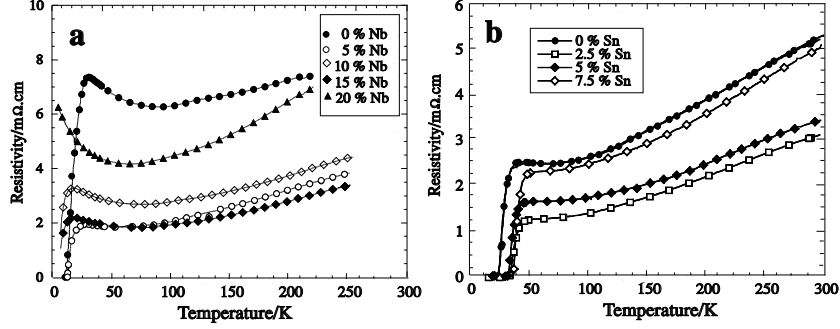 a
0 % Nb
5 % Nb
10 % Nb
15 % Nb
20 % Nb
10
8
6
4
2
0
Resistivity/mΩ.cm
0 50 100 150 200 250 300
Temperature/K
b
0 % Sn
2.5 % Sn
5 % Sn
7.5 % Sn
6
5
4
3
2
1
0
Resistivity/mΩ.cm
0 50 100 150 200 250 300
Temperature/K